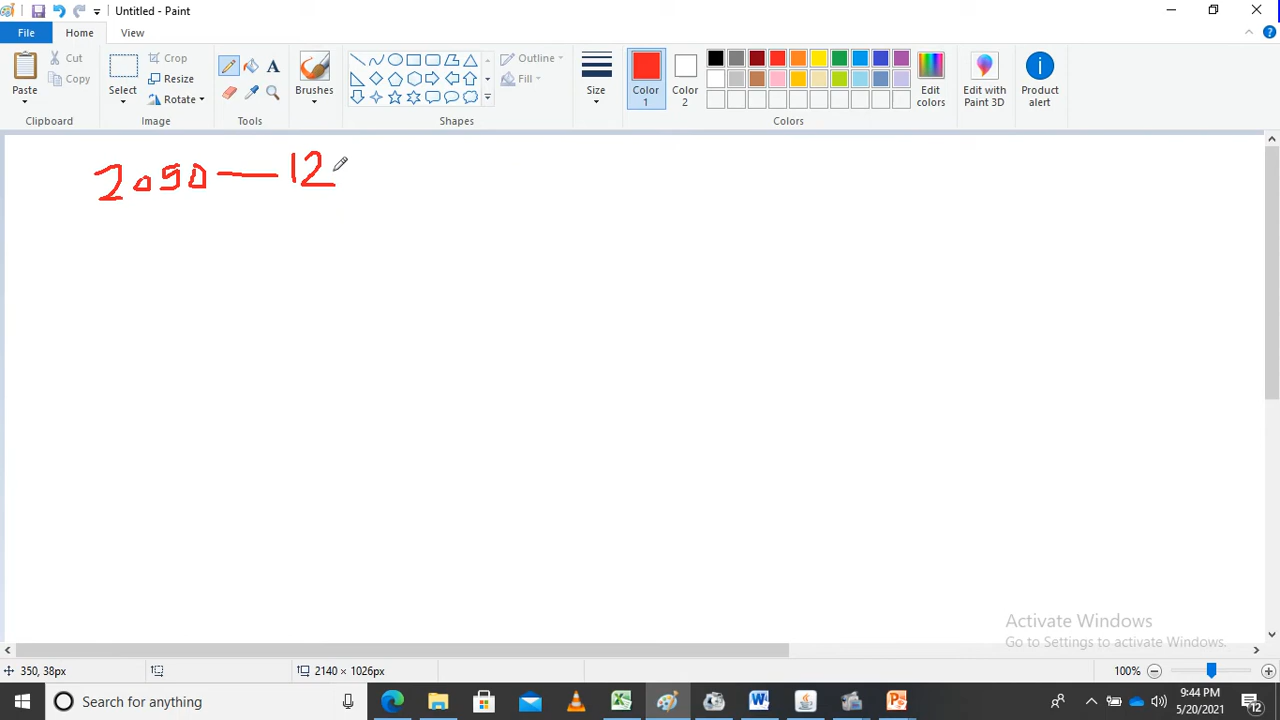 Untitled - Paint
File Home View
Cut
Copy
Paste
Clipboard
Crop
Resize
Rotate
Select
Image
A
Tools
Brushes
Outline
Fill
Shapes
Size
Color 1
Color 2
Colors
Edit colors
Edit with Paint 3D
Product alert
2050 — 12
Activate Windows
Go to Settings to activate Windows.
350, 38px
2140 × 1026px
100%
Search for anything
9:44 PM
5/20/2021
12